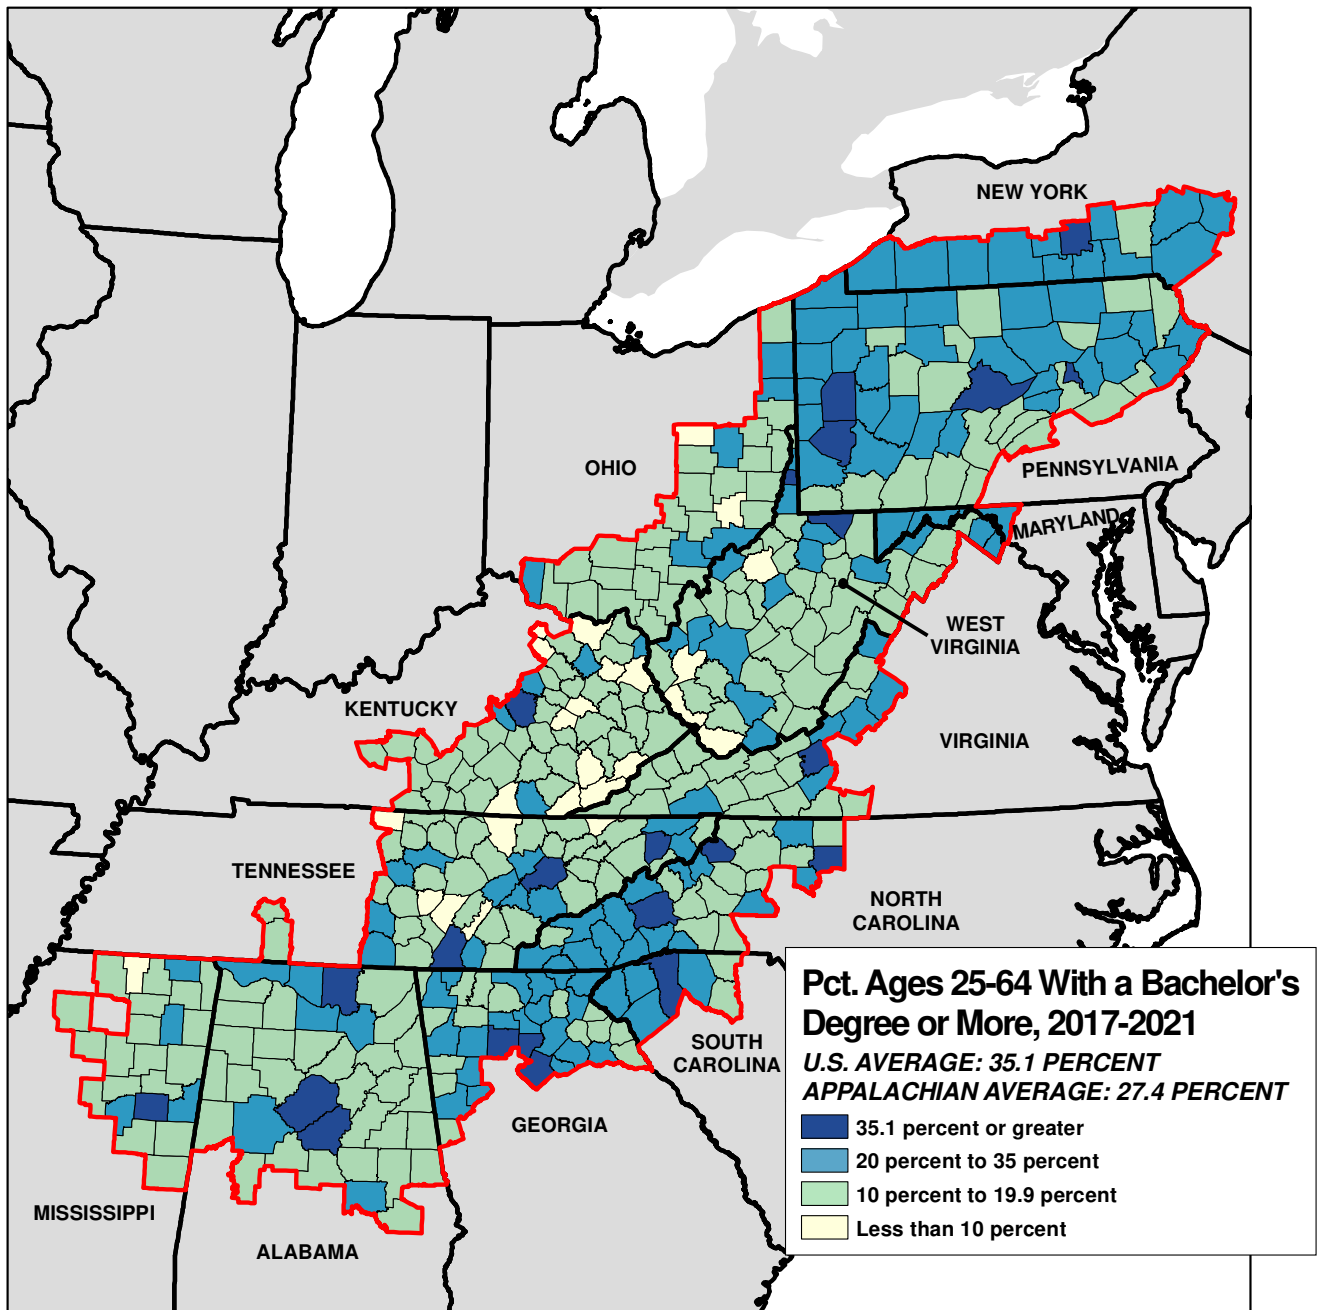 NEW YORK
OHIO
PENNSYLVANIA
MARYLAND
WEST
VIRGINIA
KENTUCKY
VIRGINIA
TENNESSEE
NORTH
CAROLINA
SOUTH
CAROLINA
GEORGIA
MISSISSIPPI
ALABAMA
Pct. Ages 25-64 With a Bachelor's
Degree or More, 2017-2021
U.S. AVERAGE: 35.1 PERCENT
APPALACHIAN AVERAGE: 27.4 PERCENT
35.1 percent or greater
20 percent to 35 percent
10 percent to 19.9 percent
Less than 10 percent